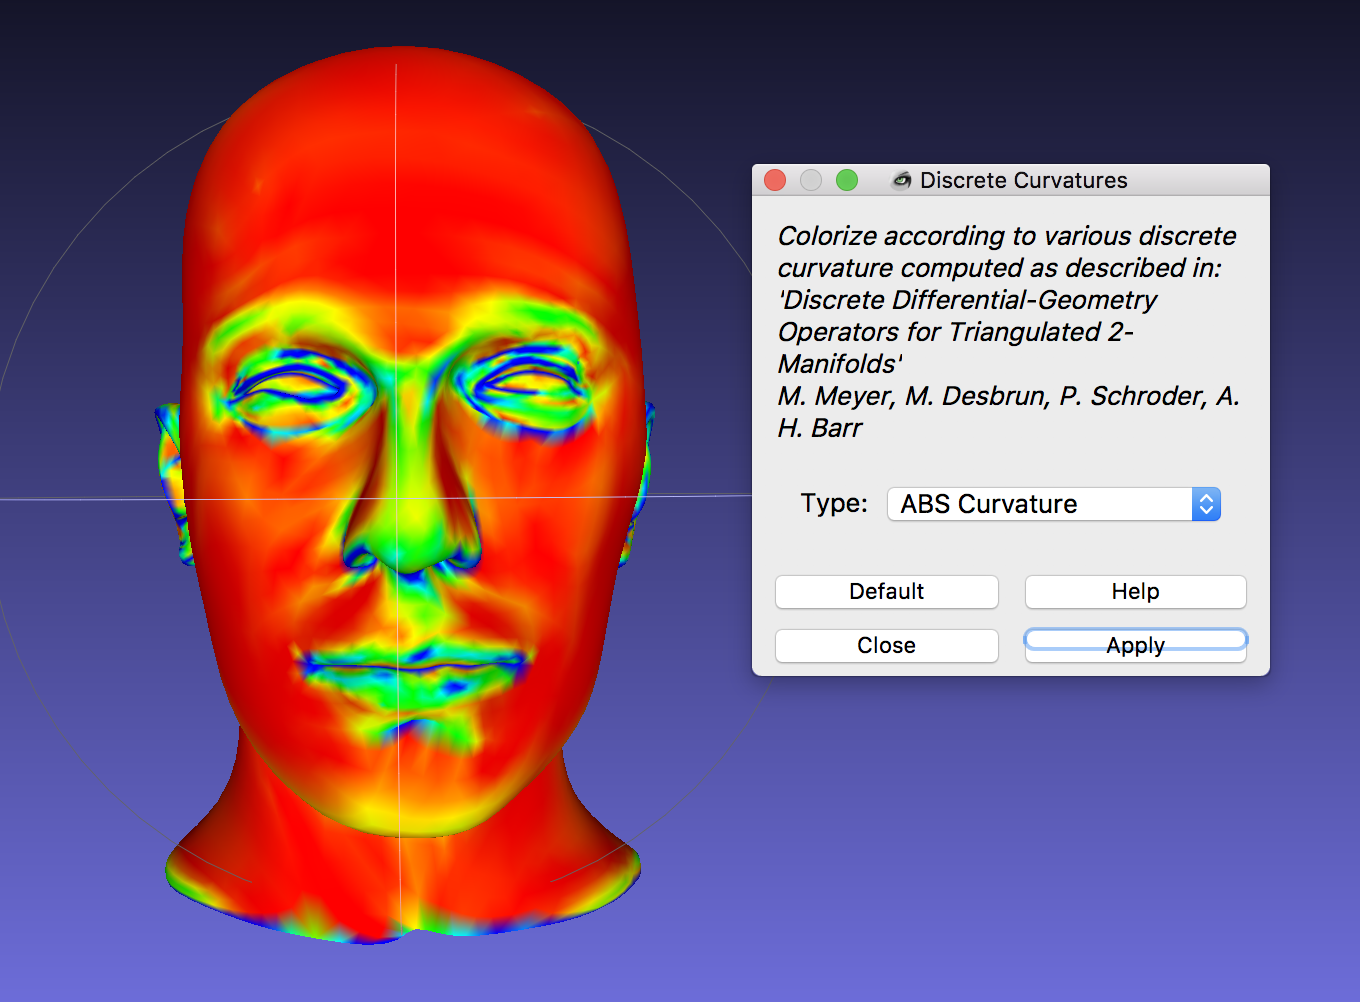 Discrete Curvatures
Colorize according to various discrete
curvature computed as described in:
'Discrete Differential-Geometry
Operators for Triangulated 2-
Manifolds'
M. Meyer, M. Desbrun, P. Schroder, A.
H. Barr
Type: ABS Curvature
Default Help
Close Apply